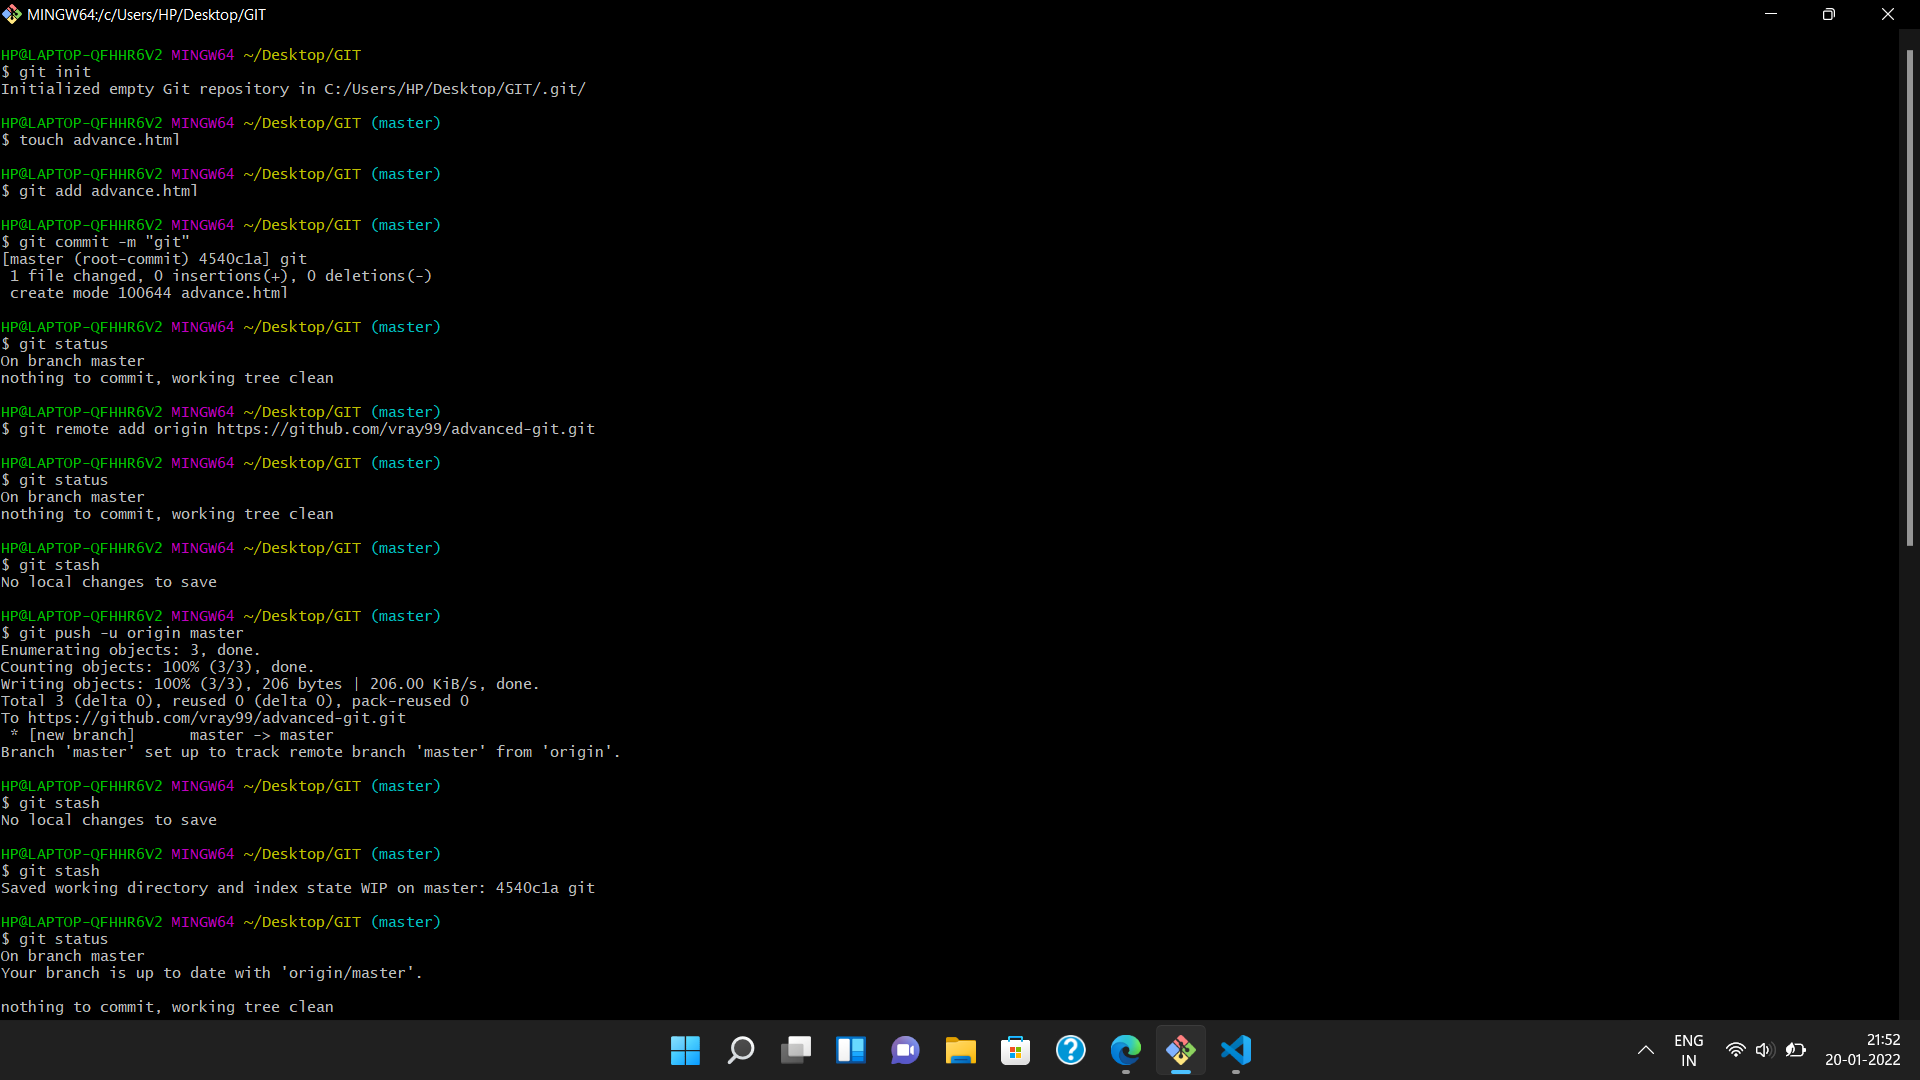 MINGW64:/c/Users/HP/Desktop/GIT
HP@LAPTOP-QFHHR6V2 MINGW64 ~/Desktop/GIT
$ git init
Initialized empty Git repository in C:/Users/HP/Desktop/GIT/.git/
HP@LAPTOP-QFHHR6V2 MINGW64 ~/Desktop/GIT (master)
$ touch advance.html
HP@LAPTOP-QFHHR6V2 MINGW64 ~/Desktop/GIT (master)
$ git add advance.html
HP@LAPTOP-QFHHR6V2 MINGW64 ~/Desktop/GIT (master)
$ git commit -m "git"
[master (root-commit) 4540c1a] git
 1 file changed, 0 insertions(+), 0 deletions(-)
 create mode 100644 advance.html
HP@LAPTOP-QFHHR6V2 MINGW64 ~/Desktop/GIT (master)
$ git status
On branch master
nothing to commit, working tree clean
HP@LAPTOP-QFHHR6V2 MINGW64 ~/Desktop/GIT (master)
$ git remote add origin https://github.com/vray99/advanced-git.git
HP@LAPTOP-QFHHR6V2 MINGW64 ~/Desktop/GIT (master)
$ git status
On branch master
nothing to commit, working tree clean
HP@LAPTOP-QFHHR6V2 MINGW64 ~/Desktop/GIT (master)
$ git stash
No local changes to save
HP@LAPTOP-QFHHR6V2 MINGW64 ~/Desktop/GIT (master)
$ git push -u origin master
Enumerating objects: 3, done.
Counting objects: 100% (3/3), done.
Writing objects: 100% (3/3), 206 bytes | 206.00 KiB/s, done.
Total 3 (delta 0), reused 0 (delta 0), pack-reused 0
To https://github.com/vray99/advanced-git.git
 * [new branch]      master -> master
Branch 'master' set up to track remote branch 'master' from 'origin'.
HP@LAPTOP-QFHHR6V2 MINGW64 ~/Desktop/GIT (master)
$ git stash
No local changes to save
HP@LAPTOP-QFHHR6V2 MINGW64 ~/Desktop/GIT (master)
$ git stash
Saved working directory and index state WIP on master: 4540c1a git
HP@LAPTOP-QFHHR6V2 MINGW64 ~/Desktop/GIT (master)
$ git status
On branch master
Your branch is up to date with 'origin/master'.
nothing to commit, working tree clean
ENG
IN
21:52
20-01-2022